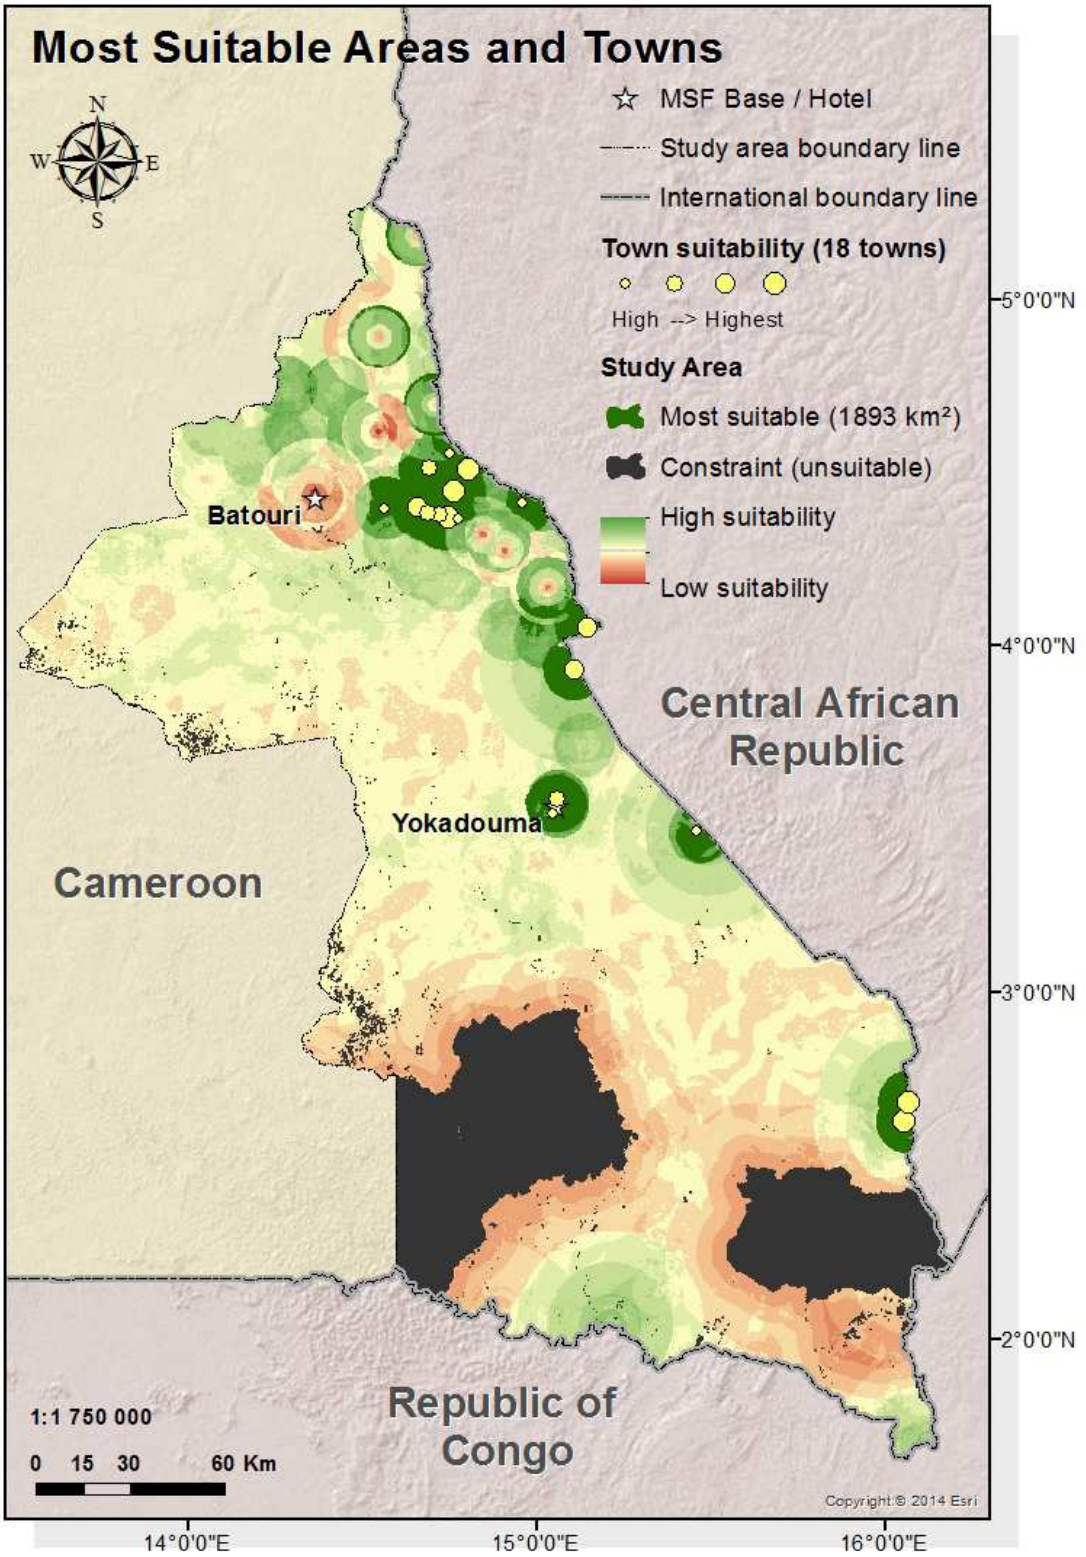 Most Suitable Areas and Towns
N
W E
S
MSF Base / Hotel
Study area boundary line
International boundary line
Town suitability (18 towns)
High --> Highest
Study Area
Most suitable (1893 km²)
Constraint (unsuitable)
High suitability
Low suitability
5°0'0"N
4°0'0"N
3°0'0"N
2°0'0"N
Batouri
Central African
Republic
Yokadouma
Cameroon
Republic of
Congo
1:1 750 000
0 15 30 60 Km
Copyright:© 2014 Esri
14°0'0"E 15°0'0"E 16°0'0"E